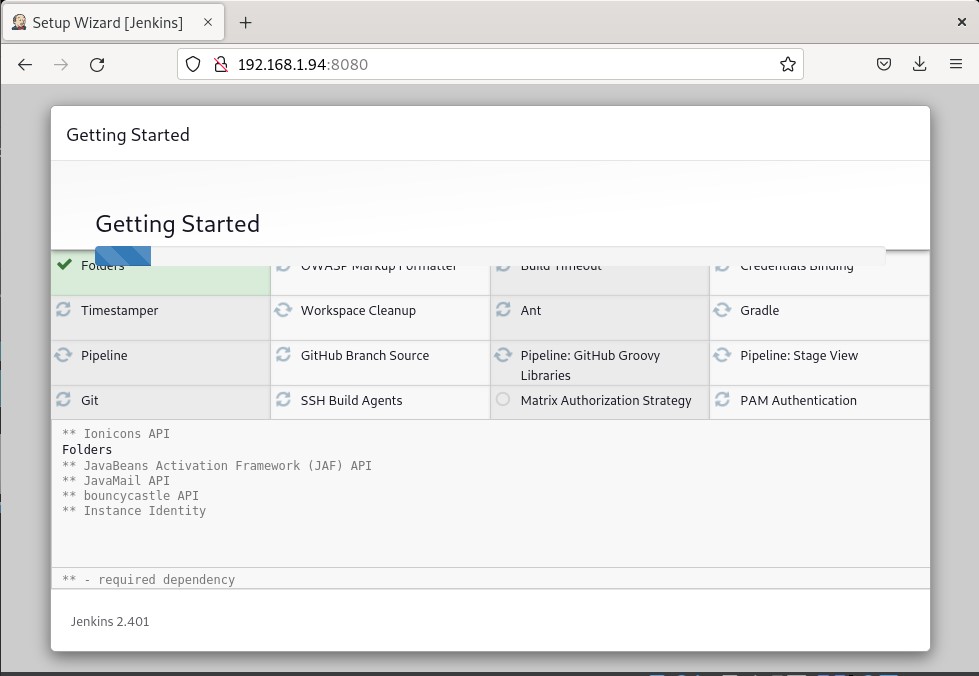 Setup Wizard [Jenkins]
192.168.1.94:8080
Getting Started
Getting Started
Folders OWASP Markup Formatter Build Timeout Credentials Binding
Timestamper Workspace Cleanup Ant Gradle
Pipeline GitHub Branch Source Pipeline: GitHub Groovy Pipeline: Stage View
Libraries
Git SSH Build Agents Matrix Authorization Strategy PAM Authentication
** Ionicons API
Folders
** JavaBeans Activation Framework (JAF) API
** JavaMail API
** bouncycastle API
** Instance Identity
** - required dependency
Jenkins 2.401